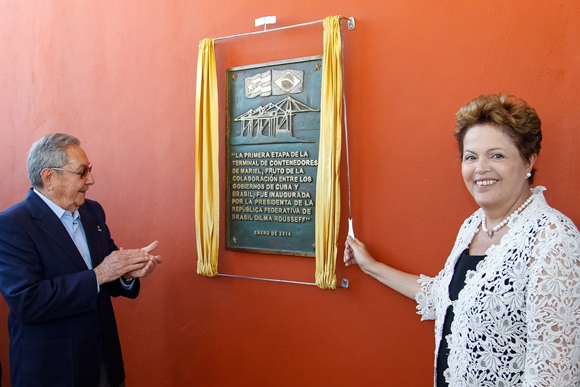 "LA PRIMERA ETAPA DE LA
TERMINAL DE CONTENEDORES
DE MARIEL, FRUTO DE LA
COLABORACIÓN ENTRE LOS
GOBIERNOS DE CUBA Y
BRASIL, FUE INAUGURADA
POR LA PRESIDENTA DE LA
REPÚBLICA FEDERATIVA DE
BRASIL DILMA ROUSSEFF"
ENERO DE 2014